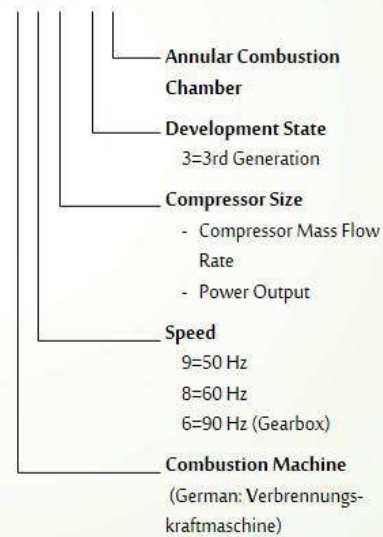 Annular Combustion
Chamber
Development State
3=3rd Generation
Compressor Size
- Compressor Mass Flow
Rate
- Power Output
Speed
9=50 Hz
8=60 Hz
6=90 Hz (Gearbox)
Combustion Machine
(German: Verbrennungs-
kraftmaschine)